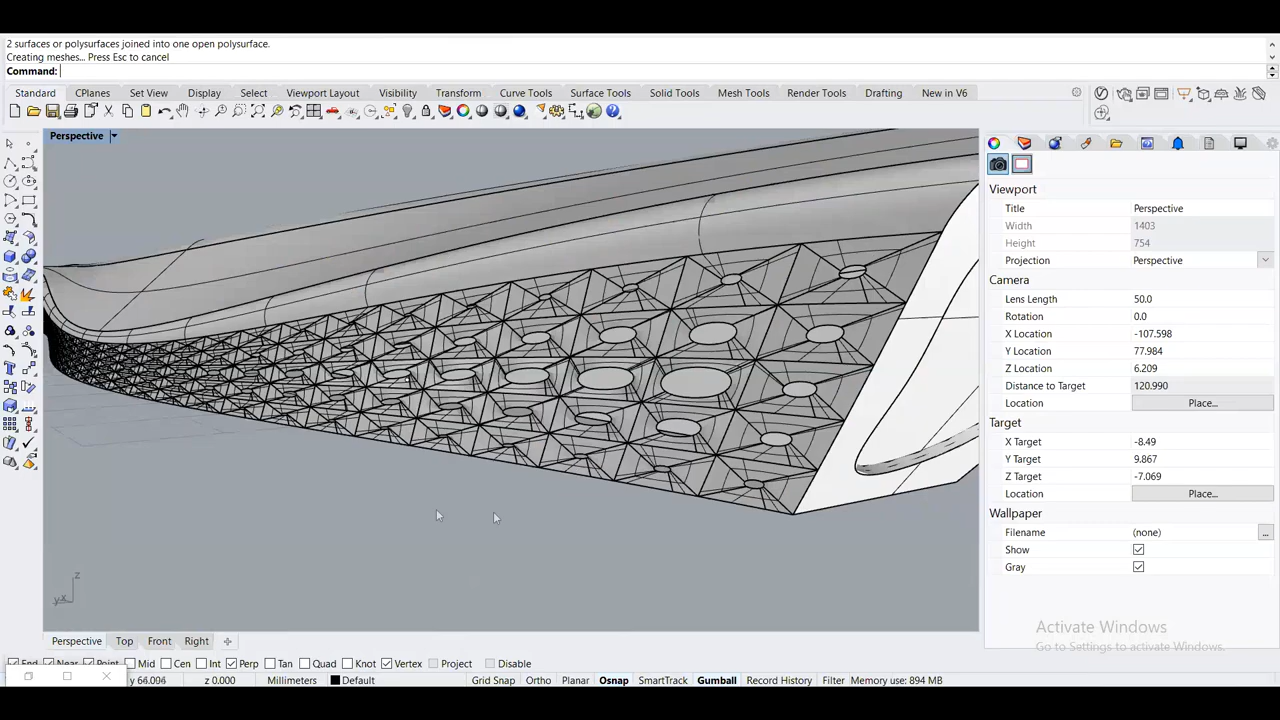 2 surfaces or polysurfaces joined into one open polysurface.
Creating meshes... Press Esc to cancel
Command:
Standard CPlanes Set View Display Select Viewport Layout Visibility Transform Curve Tools Surface Tools Solid Tools Mesh Tools Render Tools Drafting New in V6
Perspective
Viewport
Title Perspective
Width 1403
Height 754
Projection Perspective
Camera
Lens Length 50.0
Rotation 0.0
X Location -107.598
Y Location 77.984
Z Location 6.209
Distance to Target 120.990
Location Place...
Target
X Target -8.49
Y Target 9.867
Z Target -7.069
Location Place...
Wallpaper
Filename (none) ...
Show
Gray
Activate Windows
Go to Settings to activate Windows.
z
y x
Perspective Top Front Right
End Near Point Mid Cen Int Perp Tan Quad Knot Vertex Project Disable
y 66.096 z 0.000 Millimeters Default Grid Snap Ortho Planar Osnap SmartTrack Gumball Record History Filter Memory use: 894 MB